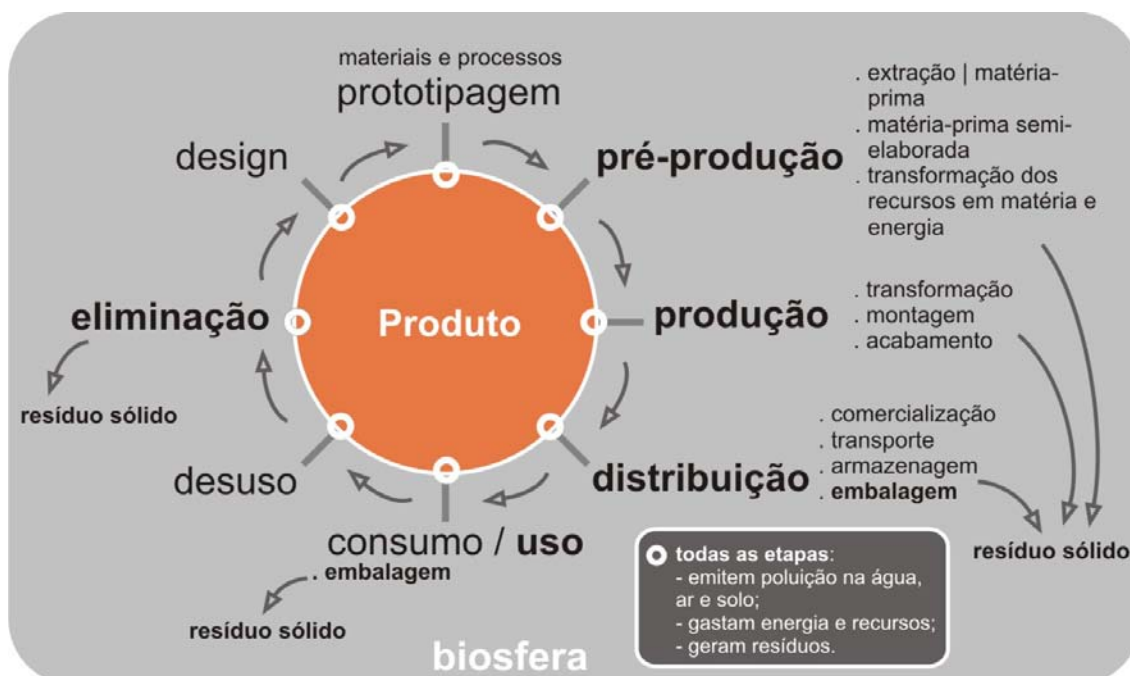 materiais e processos
prototipagem
. extração | matéria-
prima
. matéria-prima semi-
elaborada
. transformação dos
recursos em matéria e
energia
design
pré-produção
eliminação
Produto
produção
. transformação
. montagem
. acabamento
resíduo sólido
desuso
distribuição
. comercialização
. transporte
. armazenagem
. embalagem
consumo / uso
. embalagem
resíduo sólido
todas as etapas:
- emitem poluição na água,
ar e solo;
- gastam energia e recursos;
- geram resíduos.
resíduo sólido
biosfera